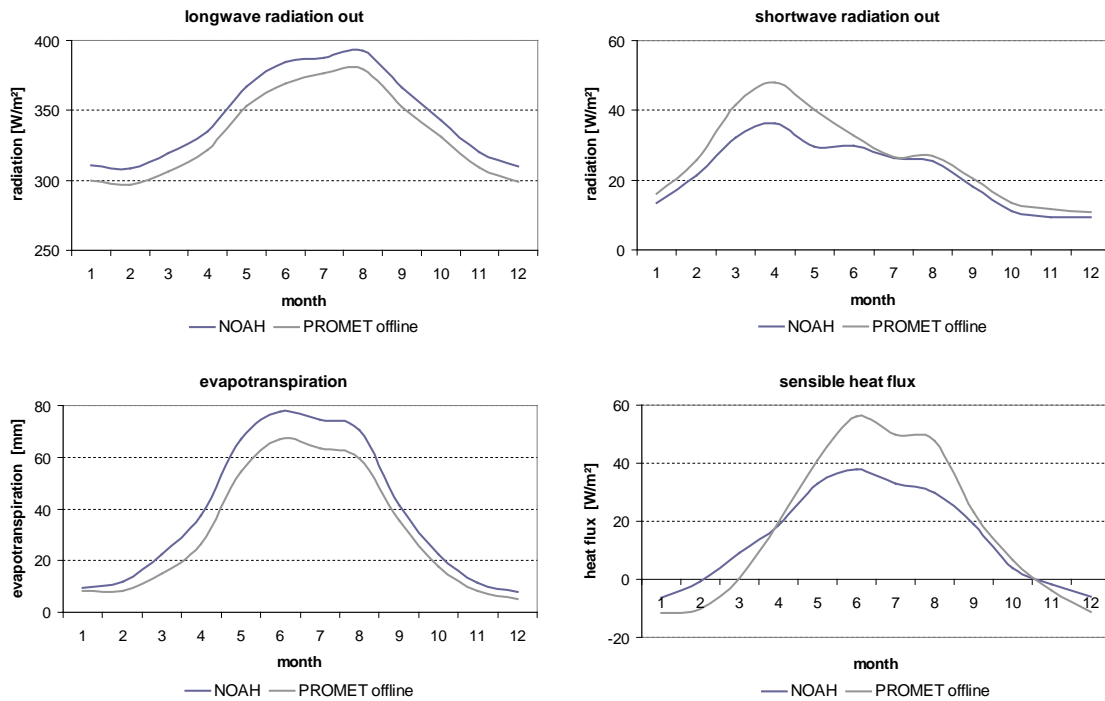 longwave radiation out
400
350
300
250
radiation [W/m²]
1 2 3 4 5 6 7 8 9 10 11 12
month
NOAH PROMET offline
shortwave radiation out
60
40
20
0
radiation [W/m²]
1 2 3 4 5 6 7 8 9 10 11 12
month
NOAH PROMET offline
evapotranspiration
80
60
40
20
0
evapotranspiration [mm]
1 2 3 4 5 6 7 8 9 10 11 12
month
NOAH PROMET offline
sensible heat flux
60
40
20
0
-20
heat flux [W/m²]
1 2 3 4 5 6 7 8 9 10 11 12
month
NOAH PROMET offline